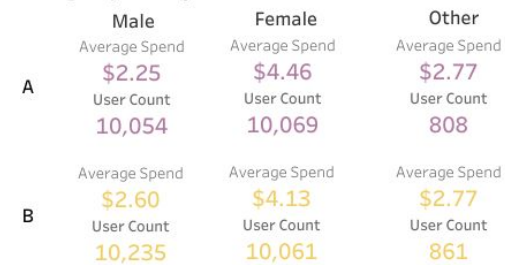 Male Female Other
A
Average Spend Average Spend Average Spend
$2.25 $4.46 $2.77
User Count User Count User Count
10,054 10,069 808
B
Average Spend Average Spend Average Spend
$2.60 $4.13 $2.77
User Count User Count User Count
10,235 10,061 861